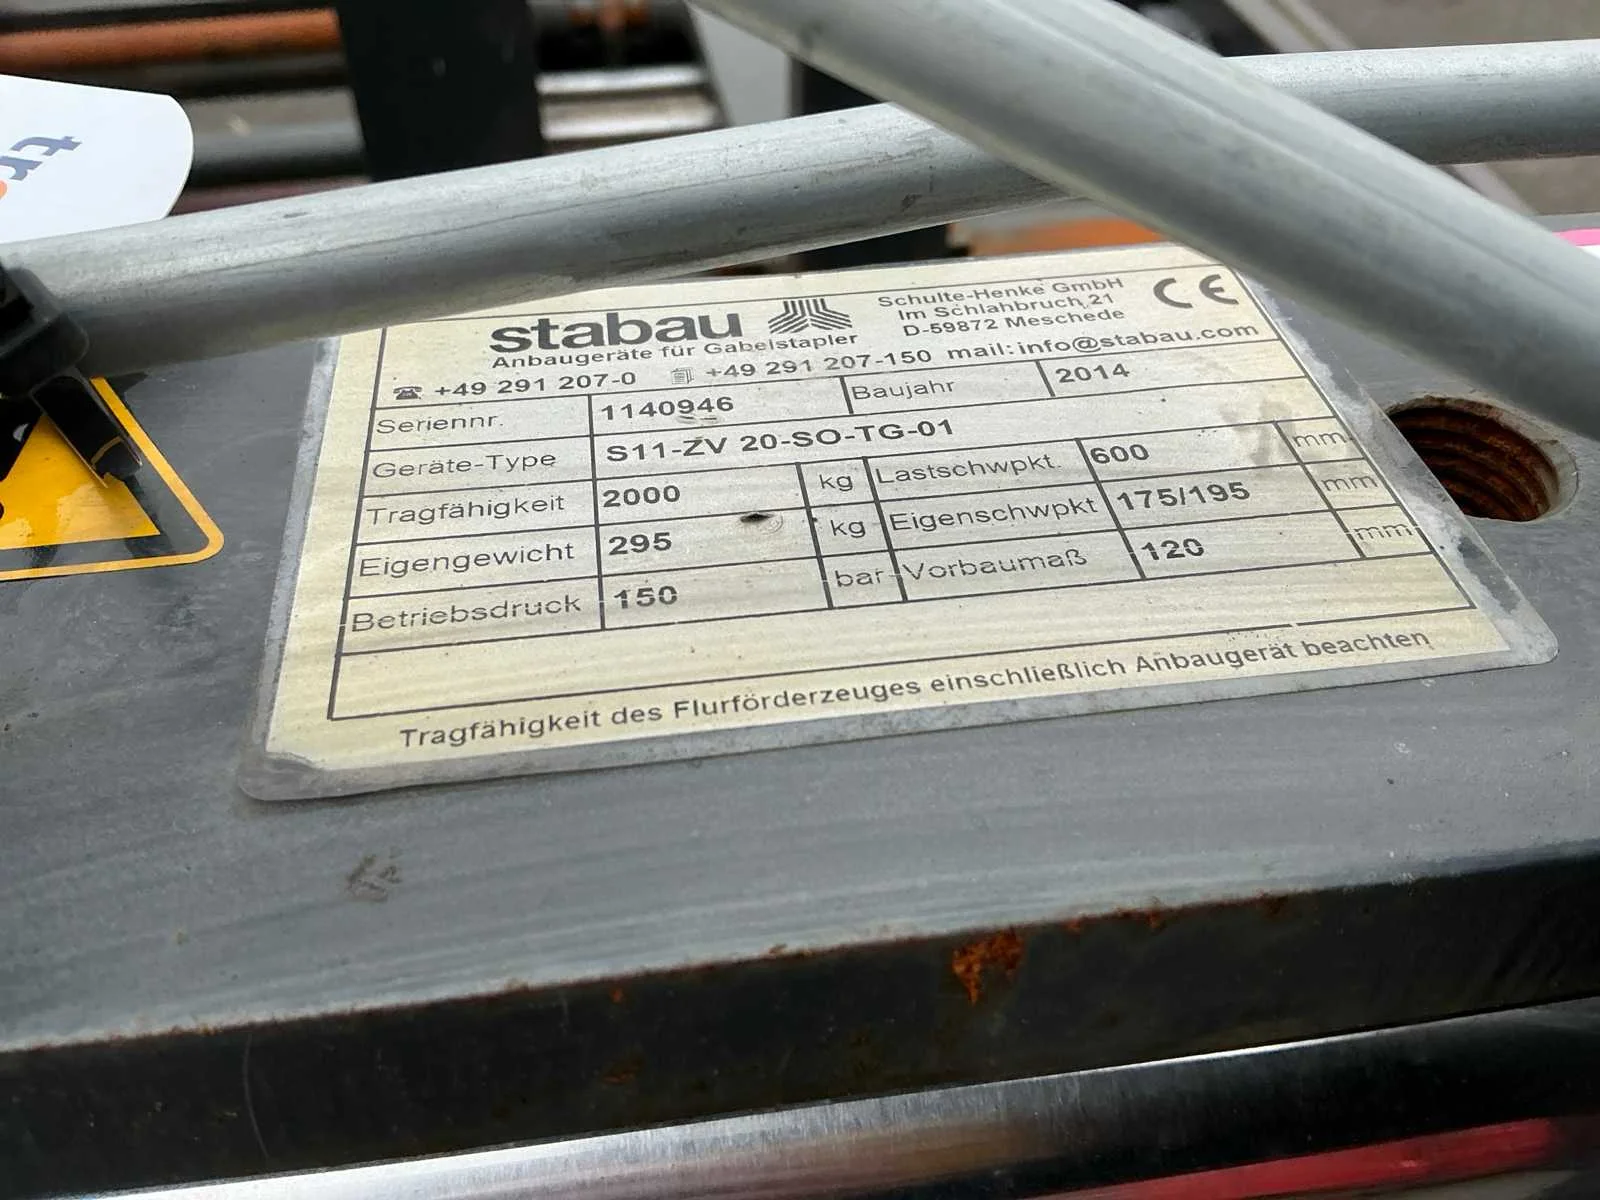 stabau
Anbaugeräte für Gabelstapler
Schulte-Henke GmbH
Im Schlahbruch 21
D-59872 Meschede
CE
+49 291 207-0 +49 291 207-150 mail: info@stabau.com
Seriennr. 1140946 Baujahr 2014
Geräte-Type S11-ZV 20-SO-TG-01
Tragfähigkeit 2000 kg Lastschwpkt. 600 mm
Eigengewicht 295 kg Eigenschwpkt 175/195 mm
Betriebsdruck 150 bar Vorbaumaß 120 mm
Tragfähigkeit des Flurförderzeuges einschließlich Anbaugerät beachten